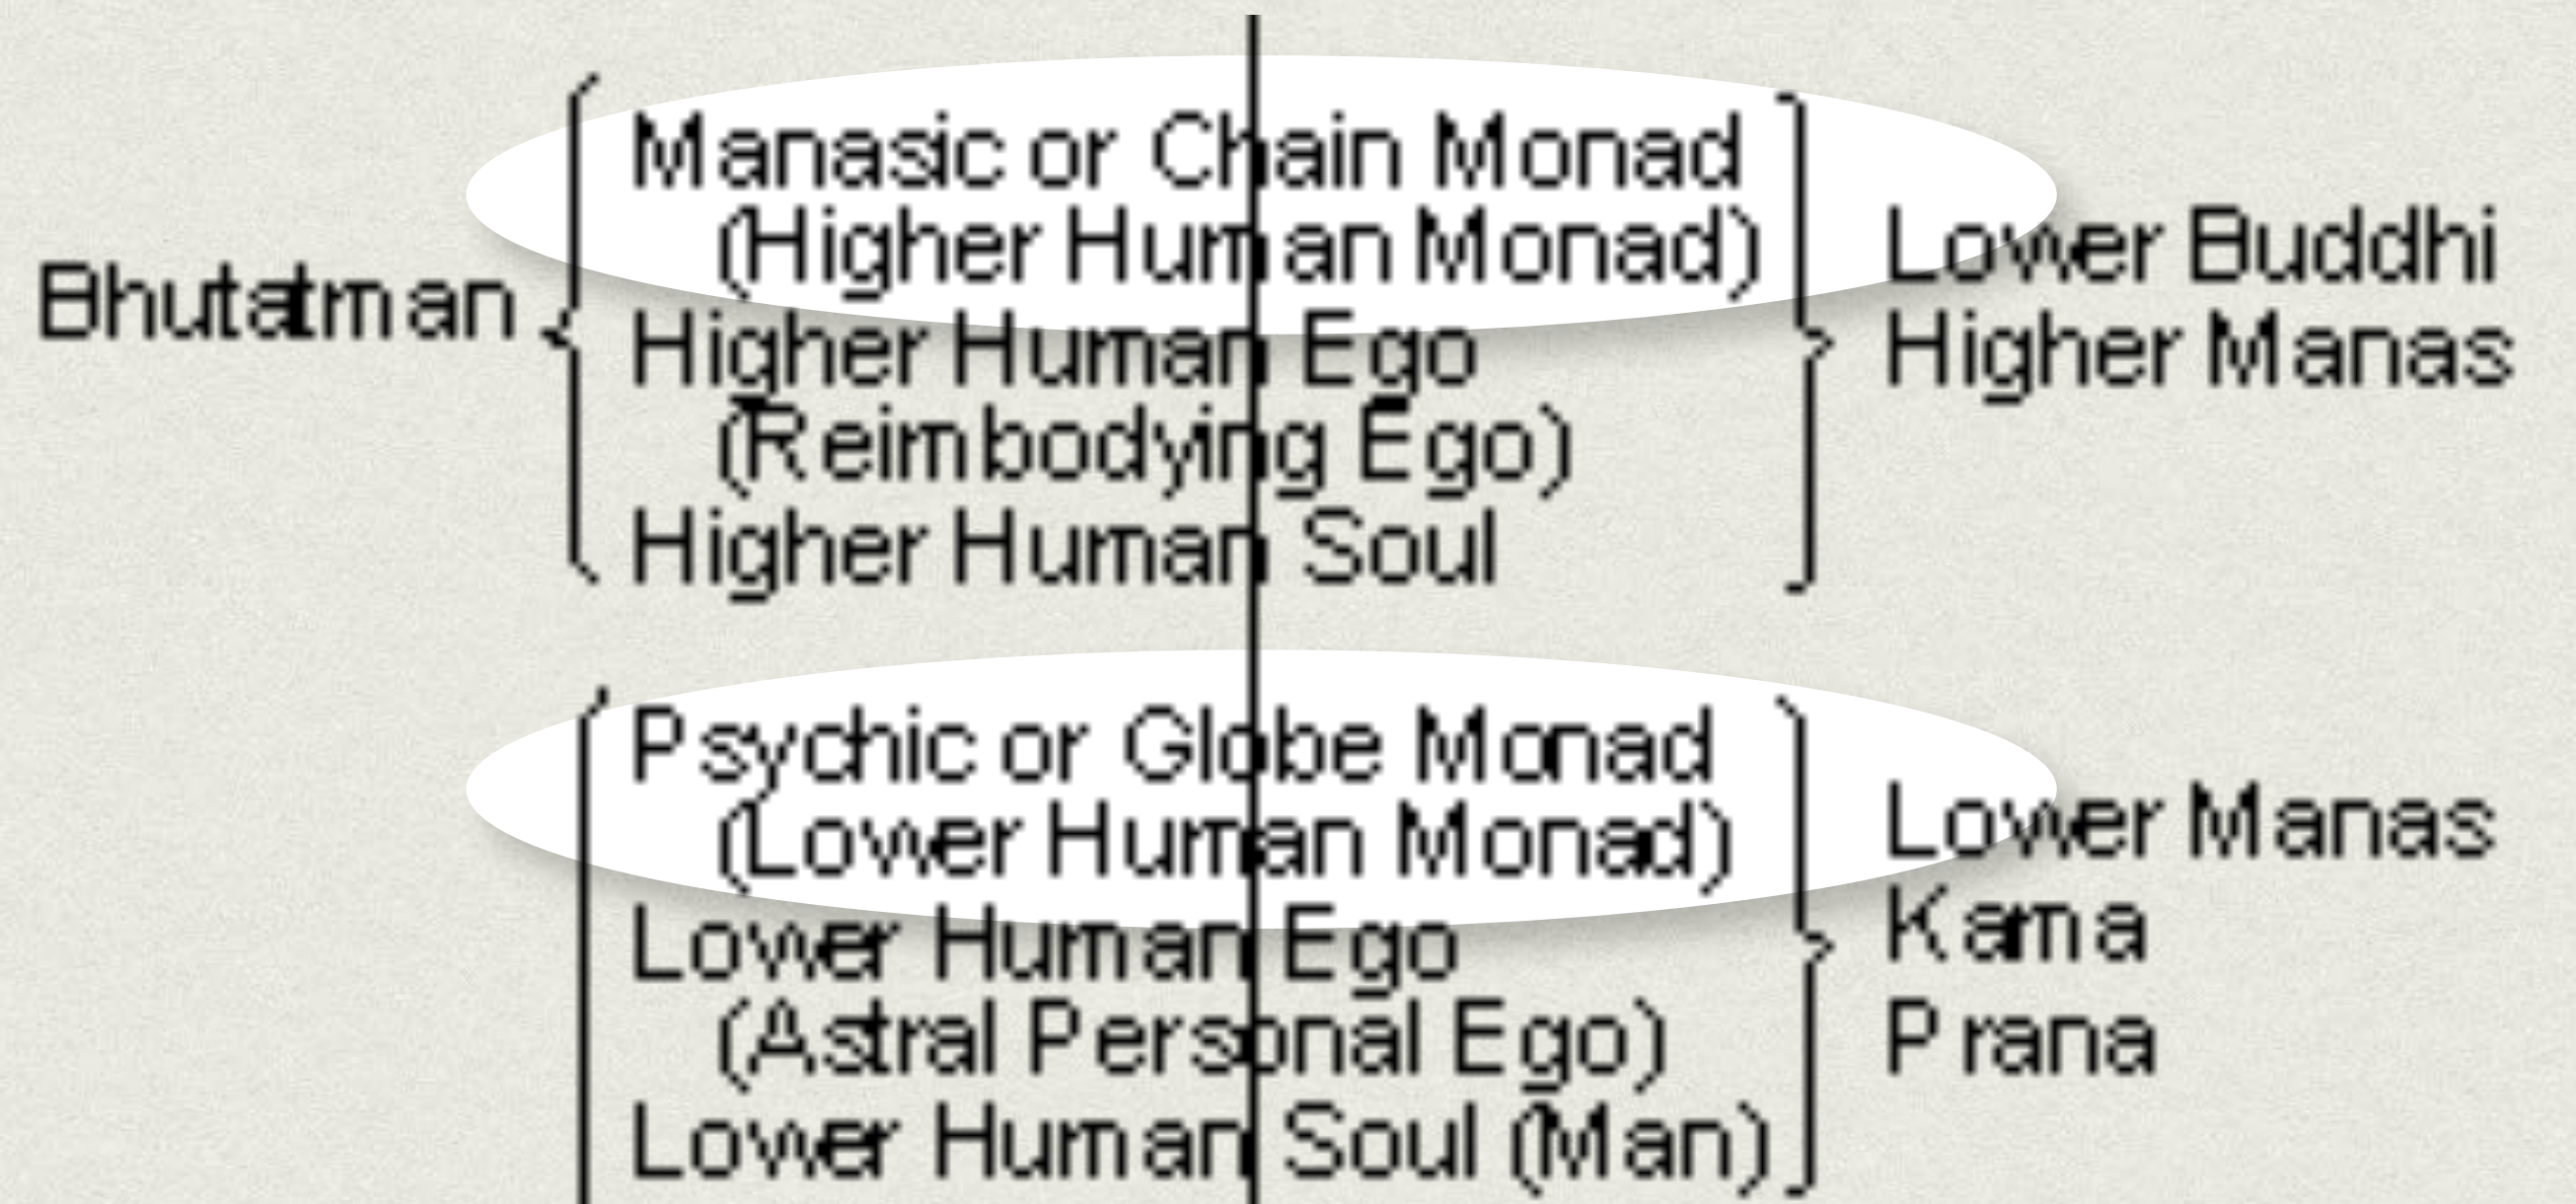 Manasic or Chain Monad
(Higher Human Monad)
Lower Buddhi
Bhutatman
Higher Human Ego
Higher Manas
(Reimbodying Ego)
Higher Human Soul
Psychic or Globe Monad
(Lower Human Monad)
Lower Manas
Lower Human Ego
Kama
(Astral Personal Ego)
Prana
Lower Human Soul (Man)